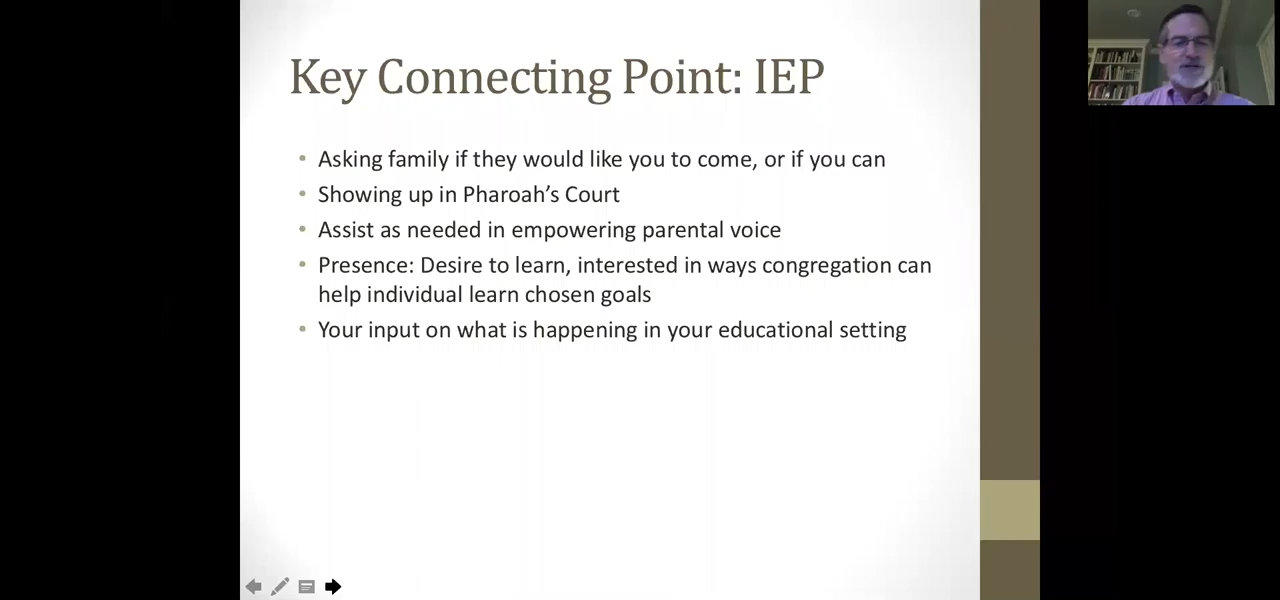 Key Connecting Point: IEP
• Asking family if they would like you to come, or if you can
• Showing up in Pharoah’s Court
• Assist as needed in empowering parental voice
• Presence: Desire to learn, interested in ways congregation can
help individual learn chosen goals
• Your input on what is happening in your educational setting